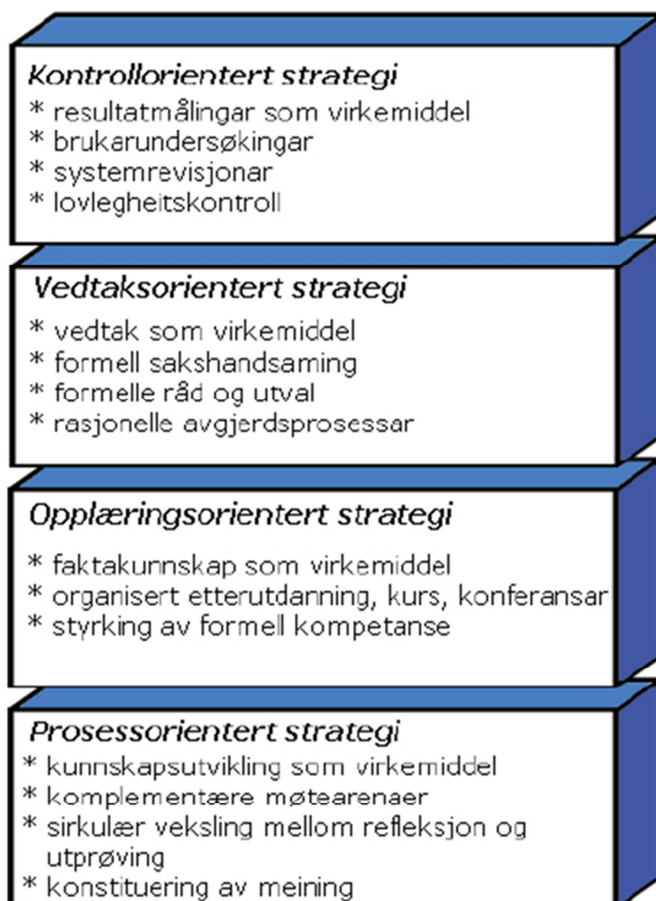 Kontrollorientert strategi
* resultatmålingar som virkemiddel
* brukarundersøkingar
* systemrevisjonar
* lovlegheitskontroll
Vedtaksorientert strategi
* vedtak som virkemiddel
* formell sakshandsaming
* formelle råd og utval
* rasjonelle avgjerdsprosessar
Opplæringsorientert strategi
* faktakunnskap som virkemiddel
* organisert etterutdanning, kurs, konferansar
* styrking av formell kompetanse
Prosessorientert strategi
* kunnskapsutvikling som virkemiddel
* komplementære møtearenaer
* sirkulær veksling mellom refleksjon og
utprøving
* konstituering av meining